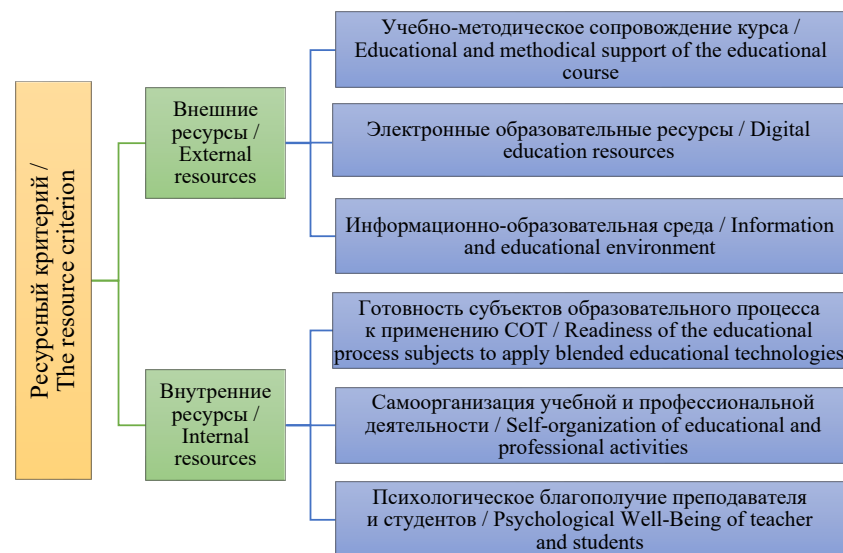 Ресурсный критерий /
The resource criterion
Внешние
ресурсы /
External
resources
Учебно-методическое сопровождение курса /
Educational and methodical support of the educational
course
Электронные образовательные ресурсы / Digital
education resources
Информационно-образовательная среда / Information
and educational environment
Внутренние
ресурсы /
Internal
resources
Готовность субъектов образовательного процесса
к применению СОТ / Readiness of the educational
process subjects to apply blended educational technologies
Самоорганизация учебной и профессиональной
деятельности / Self-organization of educational and
professional activities
Психологическое благополучие преподавателя
и студентов / Psychological Well-Being of teacher
and students